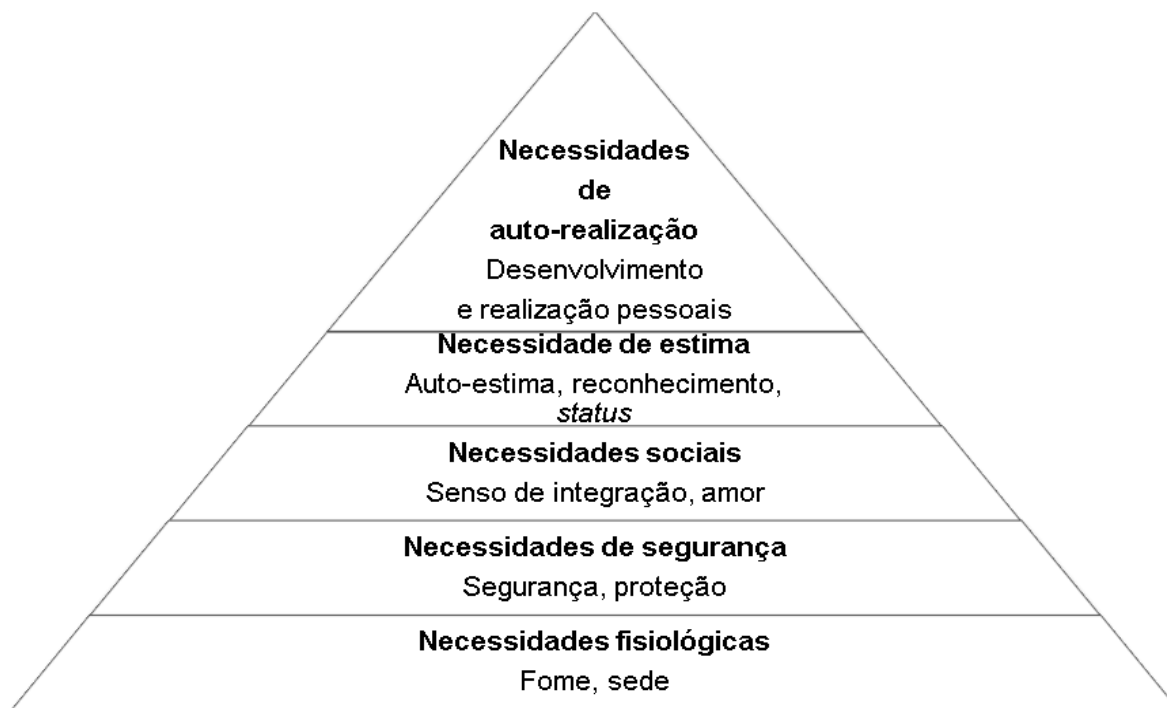 Necessidades
de
auto-realização
Desenvolvimento
e realização pessoais
Necessidade de estima
Auto-estima, reconhecimento,
status
Necessidades sociais
Senso de integração, amor
Necessidades de segurança
Segurança, proteção
Necessidades fisiológicas
Fome, sede